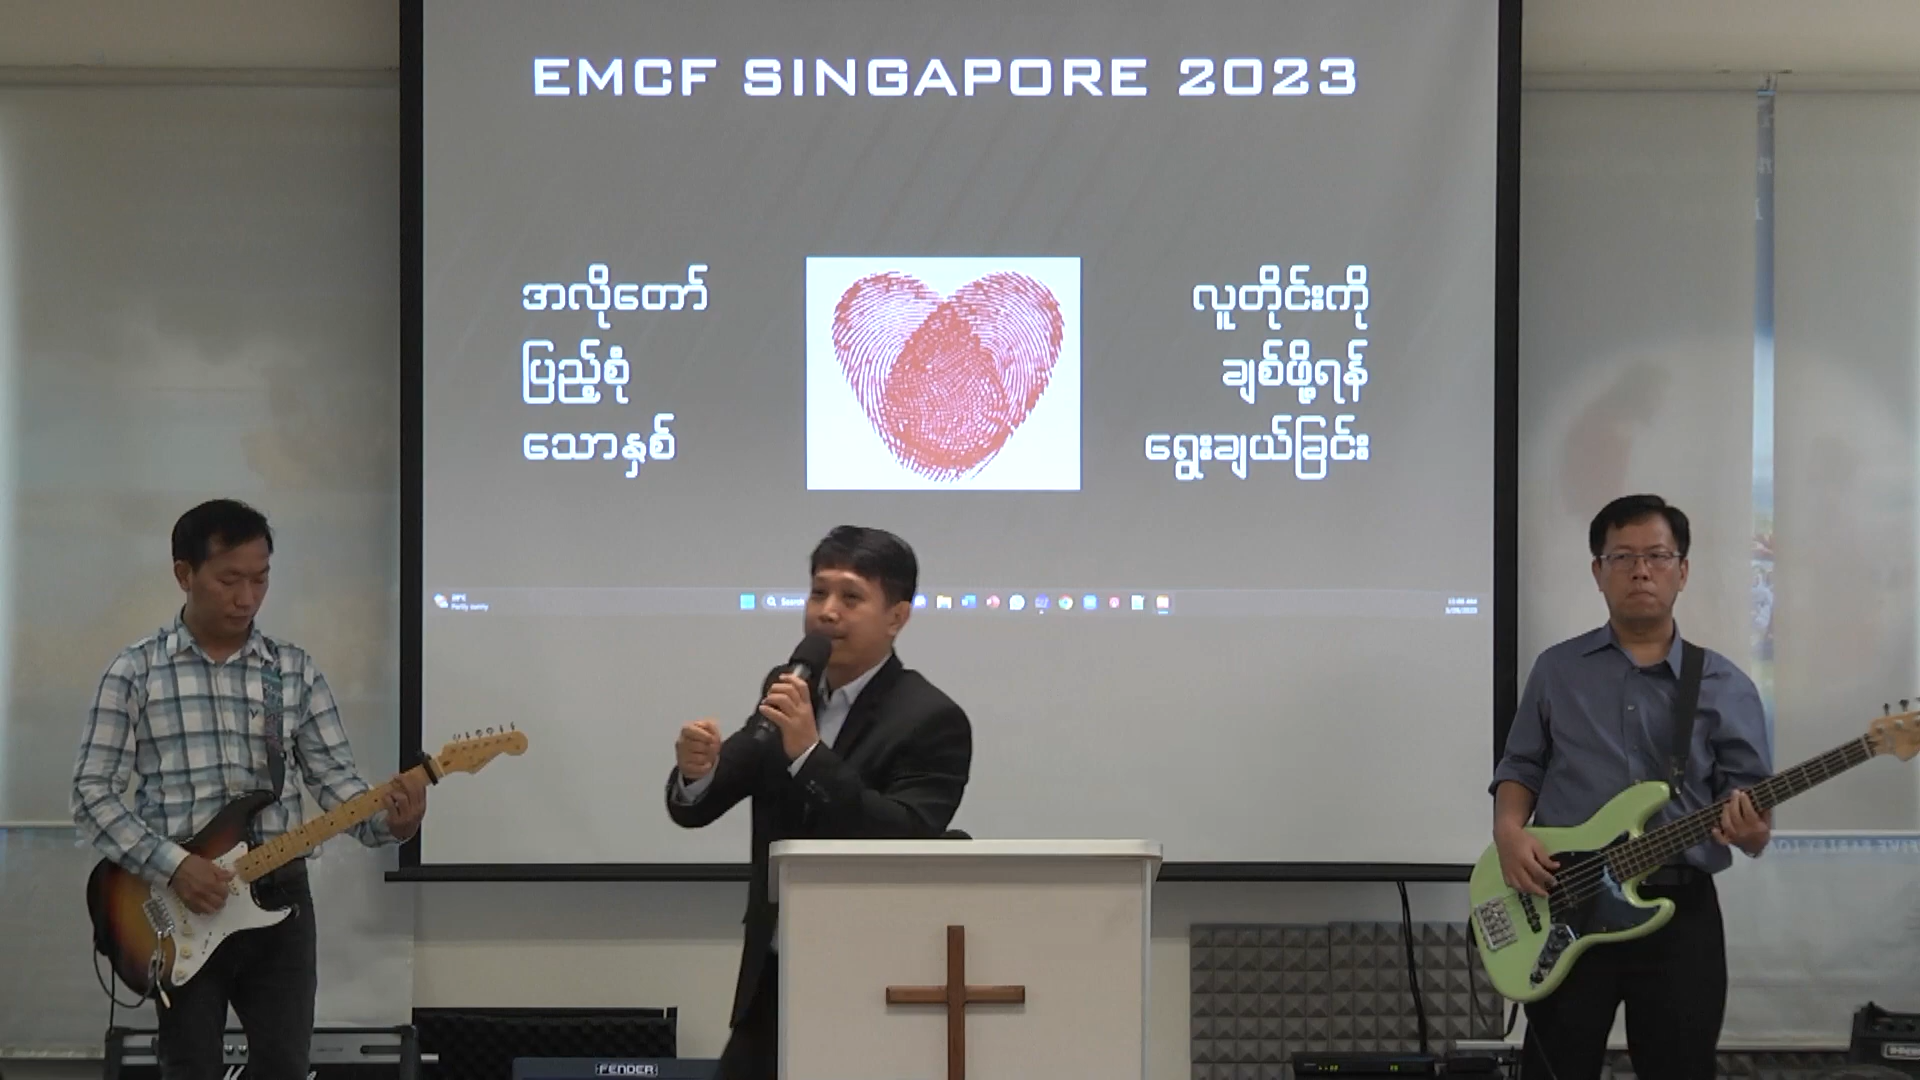 EMCF SINGAPORE 2023
အလိုတော်
ပြည့်စုံ
သောနှစ်
လူတိုင်းကို
ချစ်ဖို့ရန်
ရွေးချယ်ခြင်း
Search
FENDER